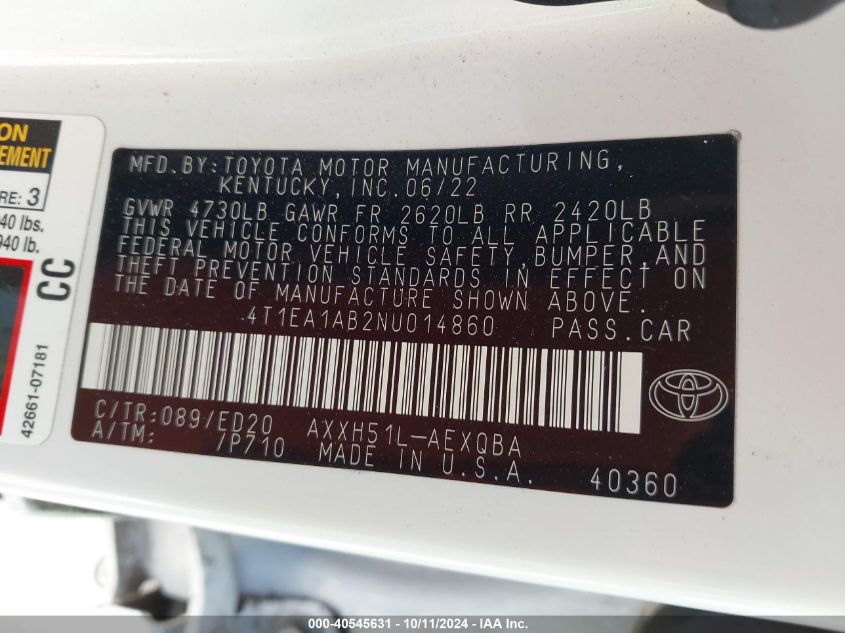 ON
EMENT
RE: 3
40 lbs.
940 lb.
CC
42661-07181
MFD.BY:TOYOTA MOTOR MANUFACTURING,
KENTUCKY, INC. 06/22
GVWR 4730LB GAWR FR 2620LB RR 2420LB
THIS VEHICLE CONFORMS TO ALL APPLICABLE
FEDERAL MOTOR VEHICLE SAFETY, BUMPER, AND
THEFT PREVENTION STANDARDS IN EFFECT ON
THE DATE OF MANUFACTURE SHOWN ABOVE.
4T1EA1AB2NU014860 PASS.CAR
C/TR:089/ED20 AXXH51L-AEXQBA
A/TM: /P710 MADE IN U.S.A. 40360
000-40545631 - 10/11/2024 - IAA Inc.